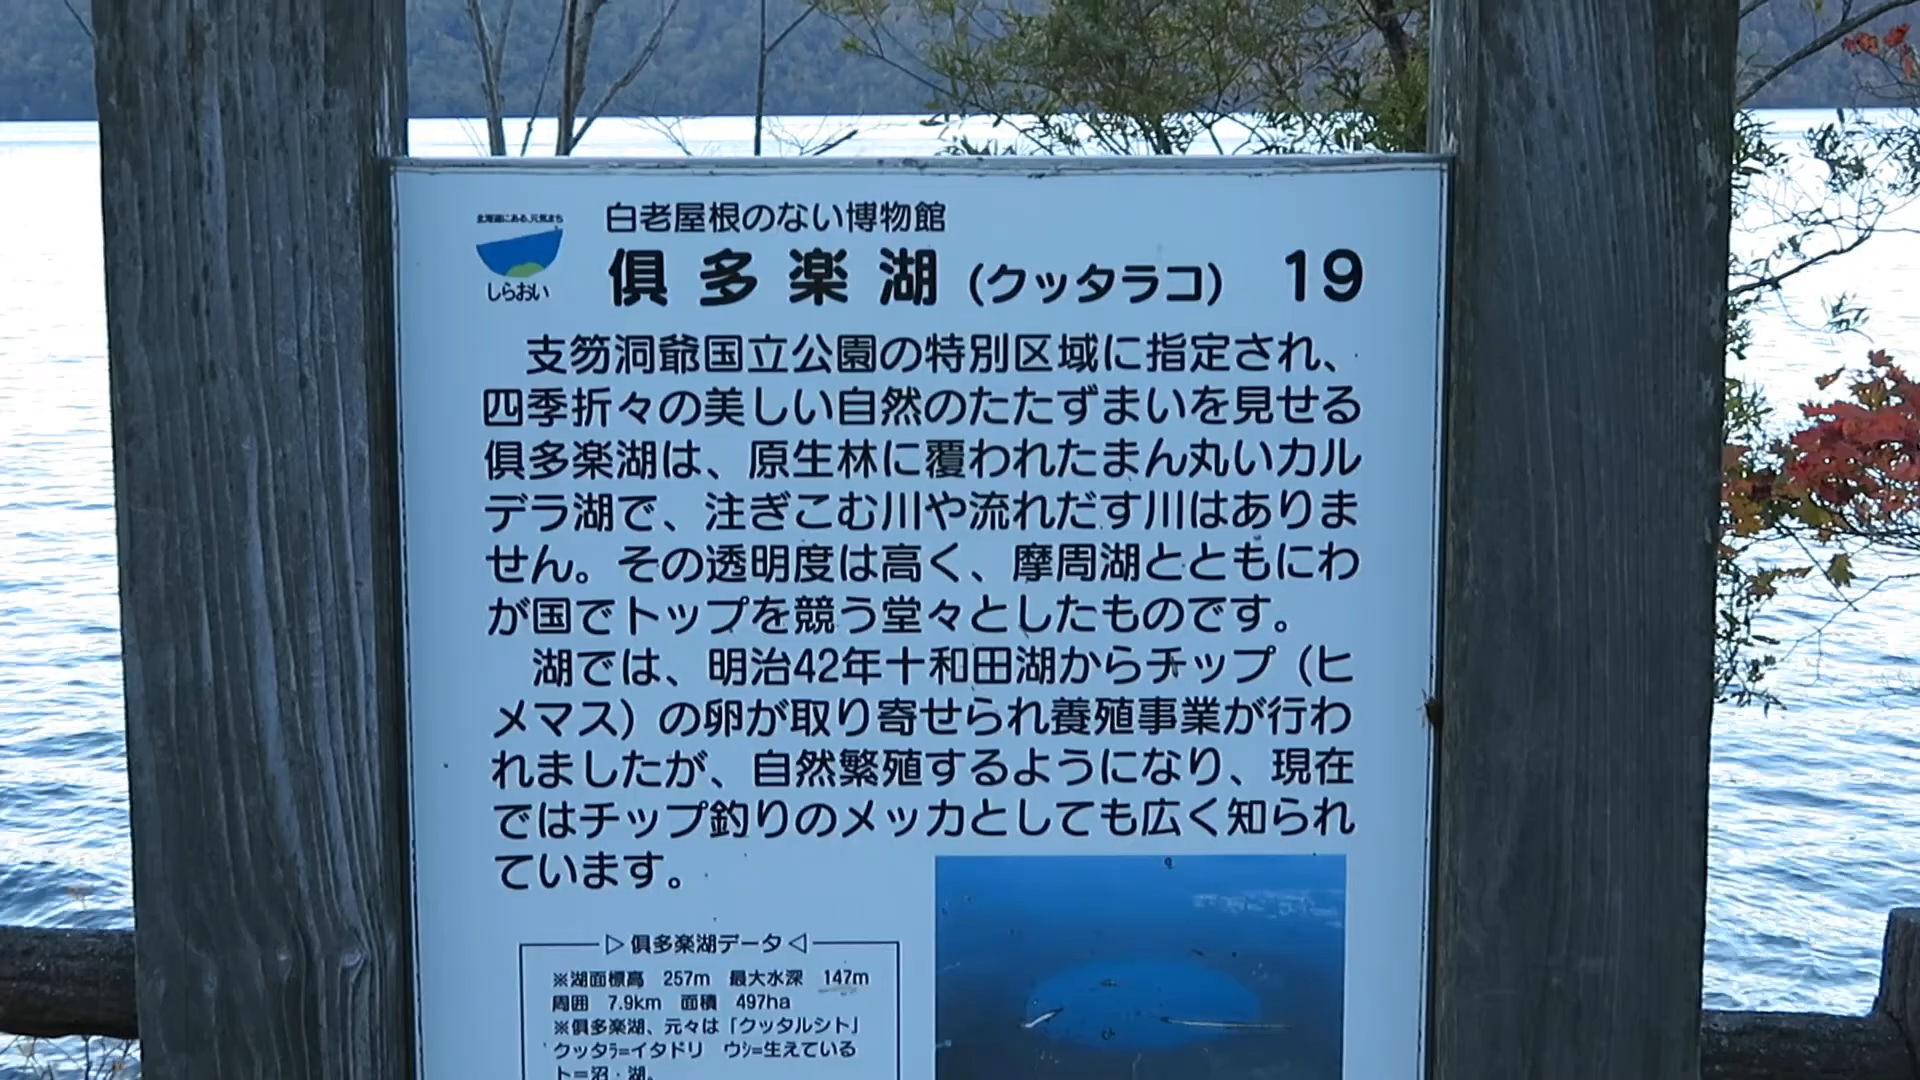 北海道にある、元気まち
しらおい
白老屋根のない博物館
倶多楽湖（クッタラコ） 19
支笏洞爺国立公園の特別区域に指定され、
四季折々の美しい自然のたたずまいを見せる
倶多楽湖は、原生林に覆われたまん丸いカル
デラ湖で、注ぎこむ川や流れだす川はありま
せん。その透明度は高く、摩周湖とともにわ
が国でトップを競う堂々としたものです。
湖では、明治42年十和田湖からチップ（ヒ
メマス）の卵が取り寄せられ養殖事業が行わ
れましたが、自然繁殖するようになり、現在
ではチップ釣りのメッカとしても広く知られ
ています。
▷倶多楽湖データ◁
※湖面標高 257m 最大水深 147m
周囲 7.9km 面積 497ha
※倶多楽湖、元々は「クッタルシト」
クッタﾗ=イタドリ ウｼ=生えている
ト=沼・湖。